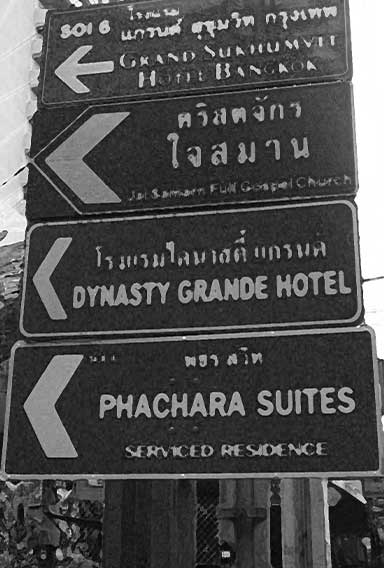 โรงแรม
SOI 6 แกรนด์ สุขุมวิท กรุงเทพ
GRAND SUKHUMVIT
HOTEL BANGKOK
คริสตจักร
ใจสมาน
Jai Samarn Full Gospel Church
โรงแรมไดนาสตี้ แกรนด์
DYNASTY GRANDE HOTEL
พชร สวีท
PHACHARA SUITES
SERVICED RESIDENCE